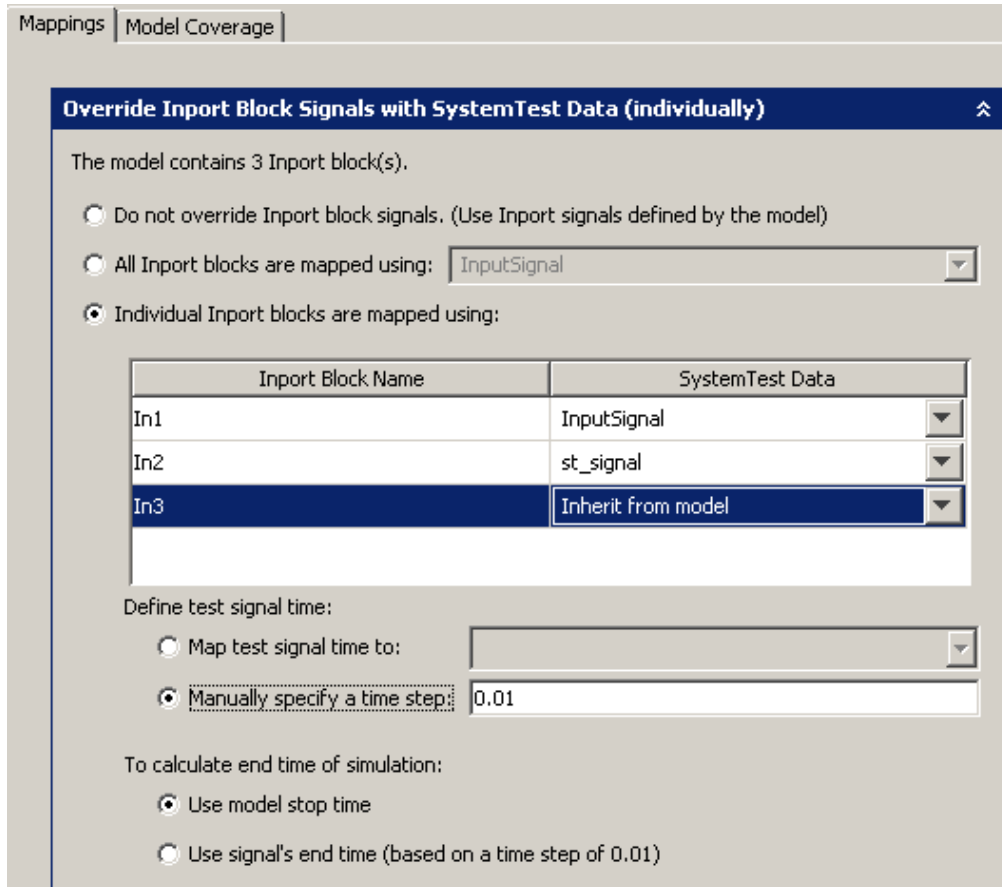 Mappings Model Coverage
Override Inport Block Signals with SystemTest Data (individually)
The model contains 3 Inport block(s).
Do not override Inport block signals. (Use Inport signals defined by the model)
All Inport blocks are mapped using: InputSignal
Individual Inport blocks are mapped using:
Inport Block Name SystemTest Data
In1 InputSignal
In2 st_signal
In3 Inherit from model
Define test signal time:
Map test signal time to:
Manually specify a time step: 0.01
To calculate end time of simulation:
Use model stop time
Use signal's end time (based on a time step of 0.01)